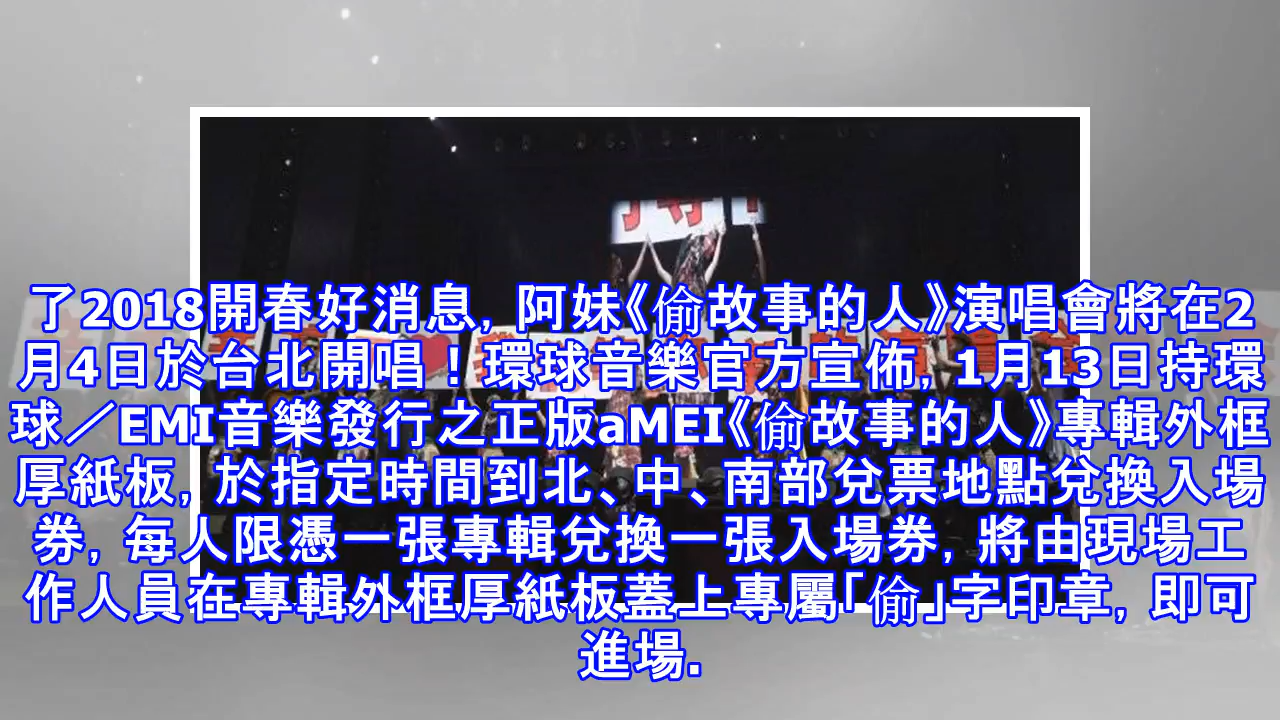 了2018開春好消息, 阿妹《偷故事的人》演唱會將在2
月4日於台北開唱！環球音樂官方宣佈, 1月13日持環
球／EMI音樂發行之正版aMEI《偷故事的人》專輯外框
厚紙板, 於指定時間到北、中、南部兌票地點兌換入場
券, 每人限憑一張專輯兌換一張入場券, 將由現場工
作人員在專輯外框厚紙板蓋上專屬「偷」字印章, 即可
進場.